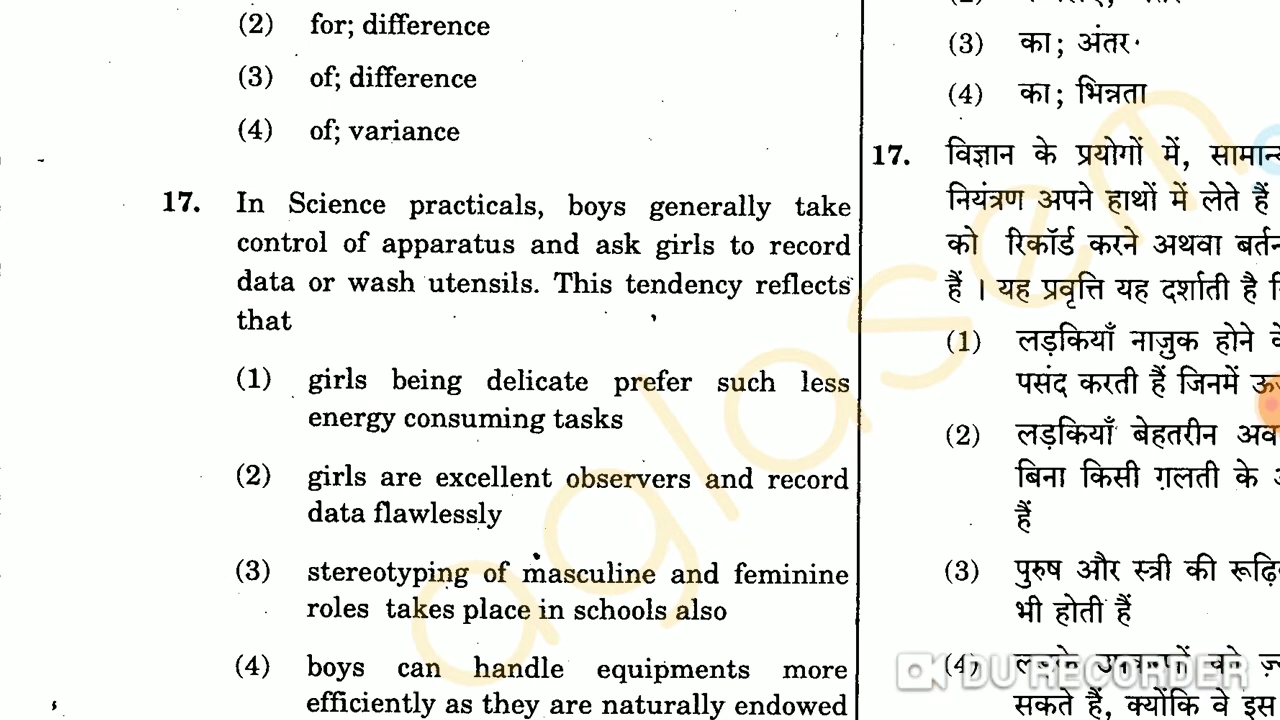 (2) for; difference
(3) of; difference
(4) of; variance
17. In Science practicals, boys generally take
control of apparatus and ask girls to record
data or wash utensils. This tendency reflects
that
(1) girls being delicate prefer such less
energy consuming tasks
(2) girls are excellent observers and record
data flawlessly
(3) stereotyping of masculine and feminine
roles takes place in schools also
(4) boys can handle equipments more
efficiently as they are naturally endowed
(3) का; अंतर
(4) का; भिन्नता
17. विज्ञान के प्रयोगों में,
नियंत्रण अपने हाथों में लेते हैं
को रिकॉर्ड करने अथवा
हैं । यह प्रवृत्ति यह दर्शाती है
(1) लड़कियाँ नाज़ुक होने
पसंद करती हैं जिनमें
(2) लड़कियाँ बेहतरीन
बिना किसी ग़लती के
हैं
(3) पुरुष और स्त्री की
भी होती हैं
(4)
सकते हैं, क्योंकि वे इस
aglasem
DU RECORDER